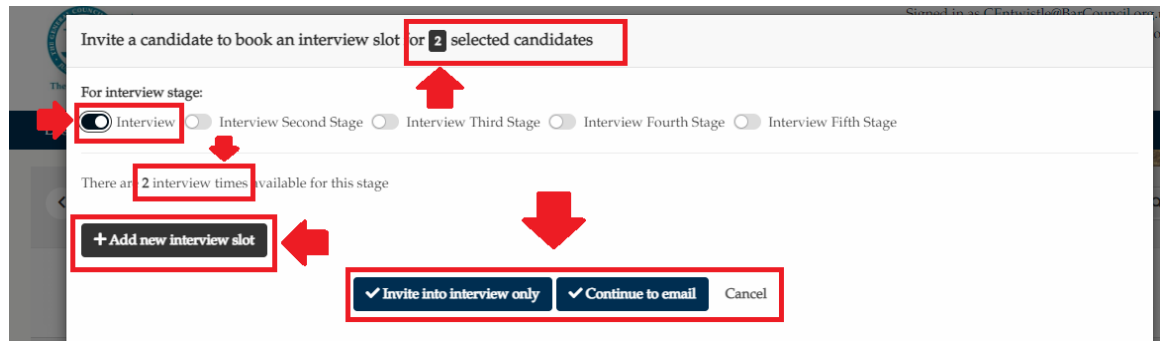 Signed in as CEntwistle@BarCouncil.org.
Invite a candidate to book an interview slot for 2 selected candidates
The
For interview stage:
Interview Interview Second Stage Interview Third Stage Interview Fourth Stage Interview Fifth Stage
There are 2 interview times available for this stage
+ Add new interview slot
✓ Invite into interview only ✓ Continue to email Cancel